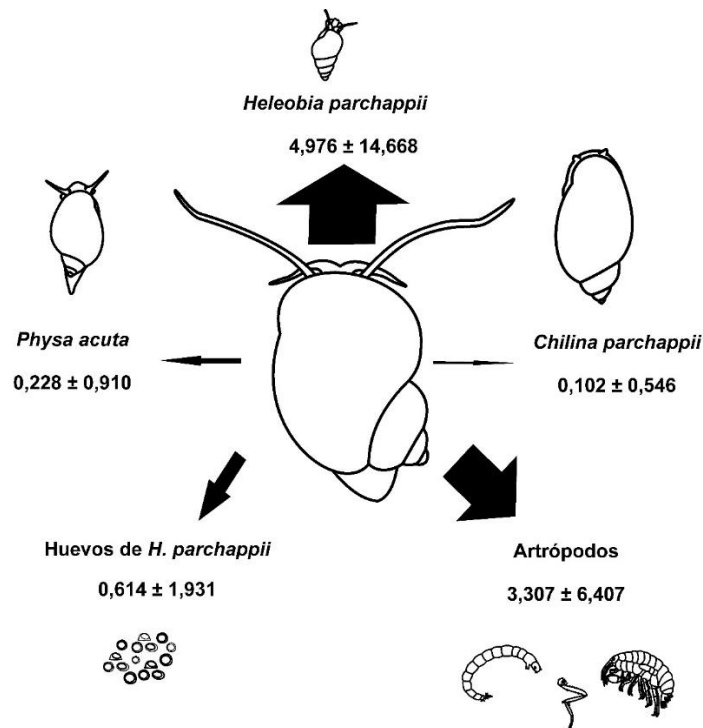 Heleobia parchappii
4,976 ± 14,668
Physa acuta
0,228 ± 0,910
Chilina parchappii
0,102 ± 0,546
Huevos de H. parchappii
0,614 ± 1,931
Artrópodos
3,307 ± 6,407